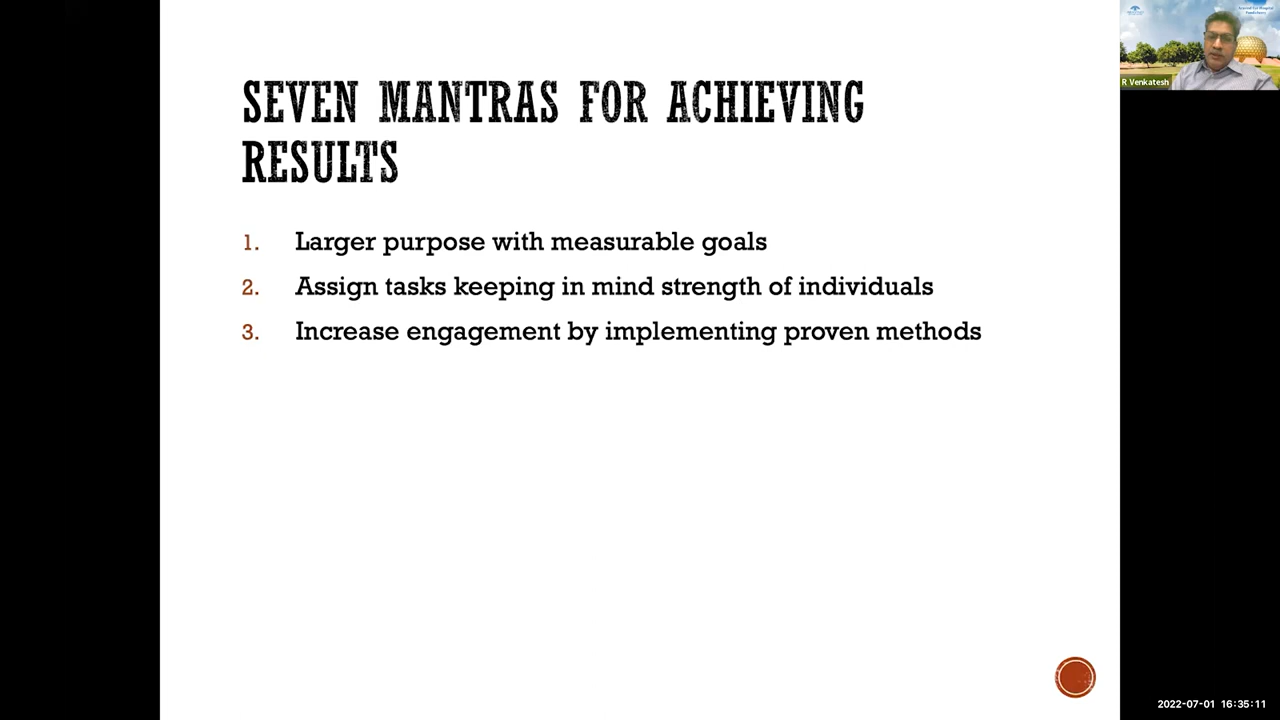 SEVEN MANTRAS FOR ACHIEVING
RESULTS
1. Larger purpose with measurable goals
2. Assign tasks keeping in mind strength of individuals
3. Increase engagement by implementing proven methods
R Venkatesh
2022-07-01 16:35:11